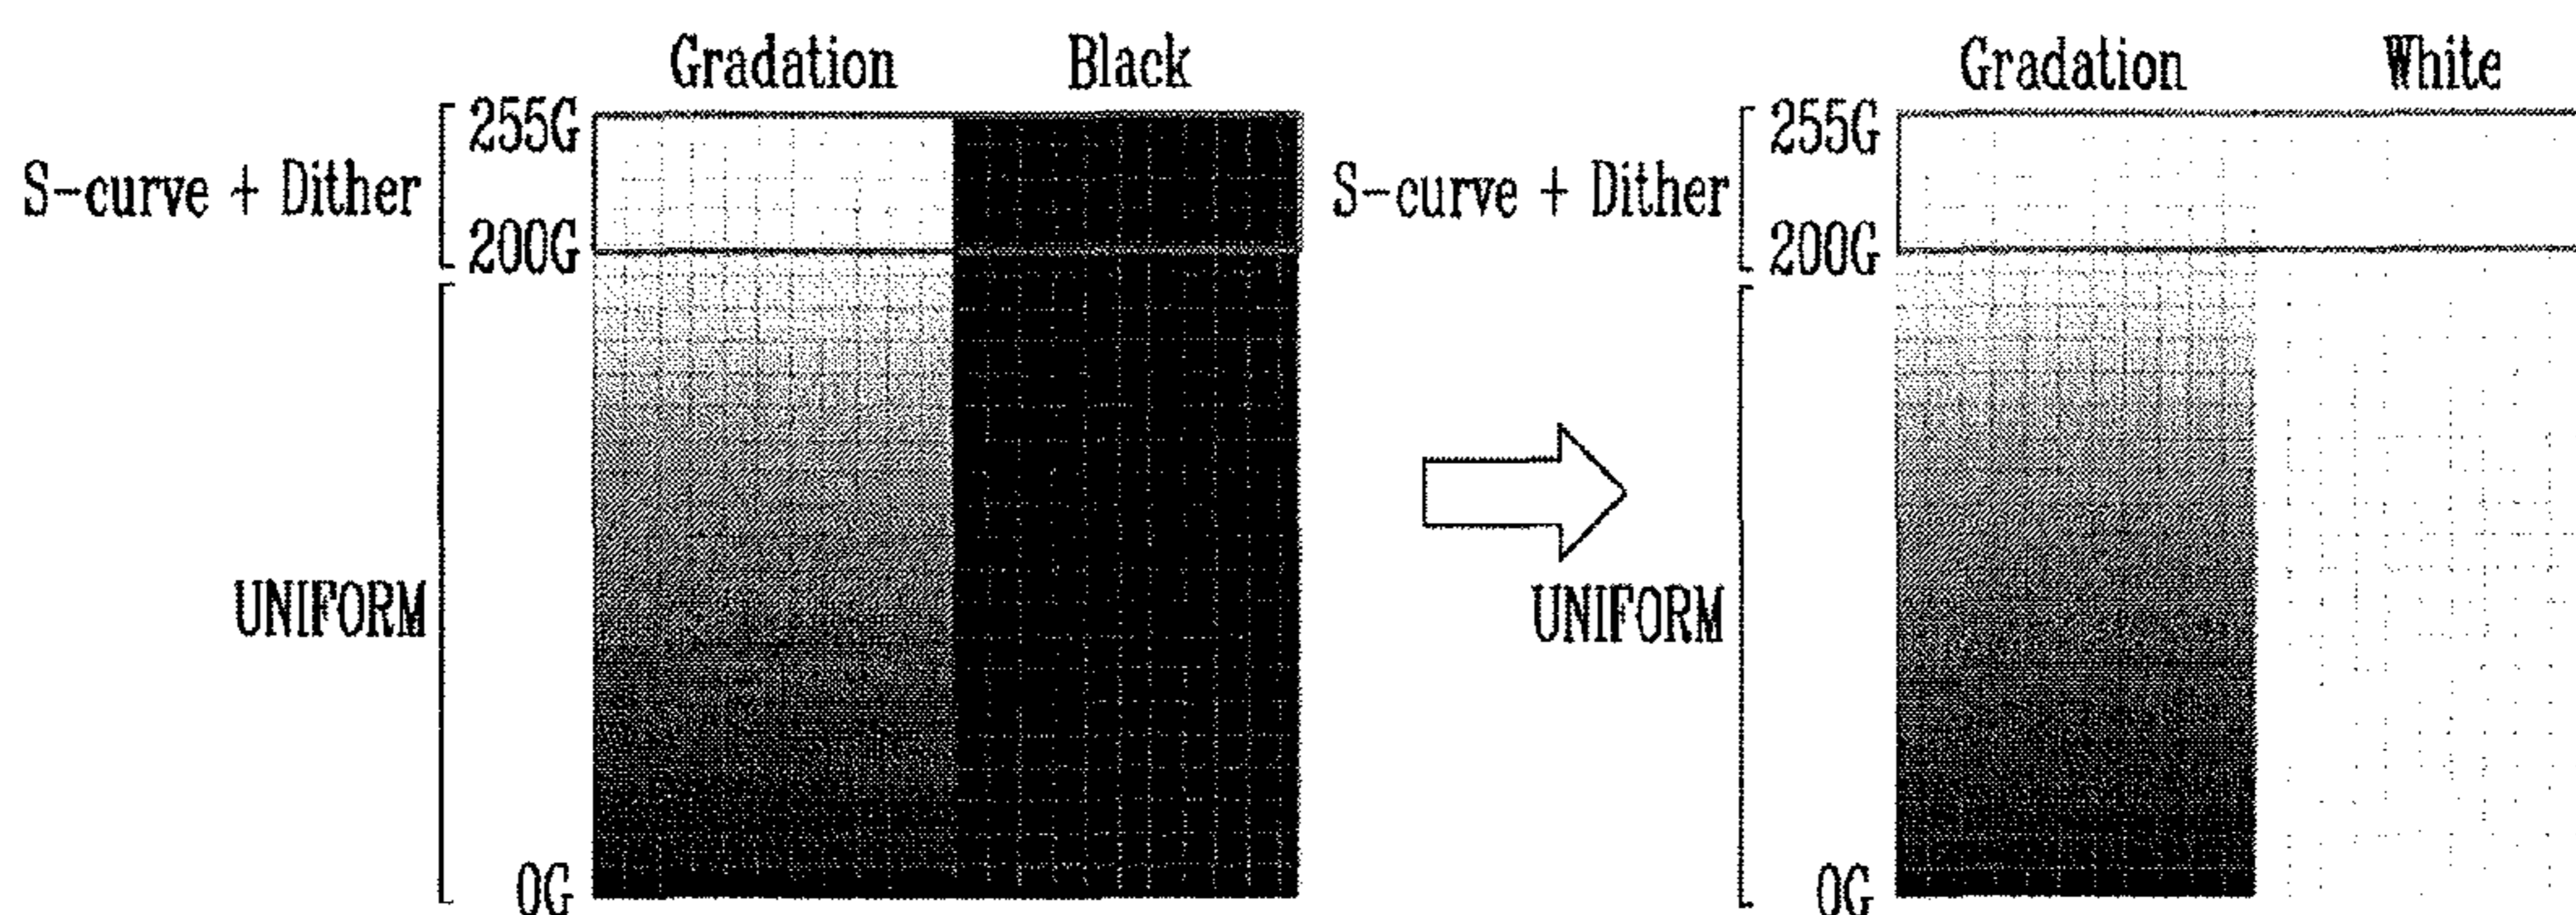 Gradation Black
255G
S-curve + Dither
200G
UNIFORM
0G
Gradation White
255G
S-curve + Dither
200G
UNIFORM
0G